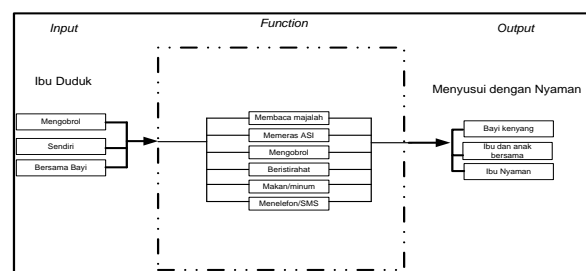 Input
Function
Output
Ibu Duduk
Menyusui dengan Nyaman
Mengobrol
Sendiri
Bersama Bayi
Membaca majalah
Memeras ASI
Mengobrol
Beristirahat
Makan/minum
Menelefon/SMS
Bayi kenyang
Ibu dan anak
bersama
Ibu Nyaman